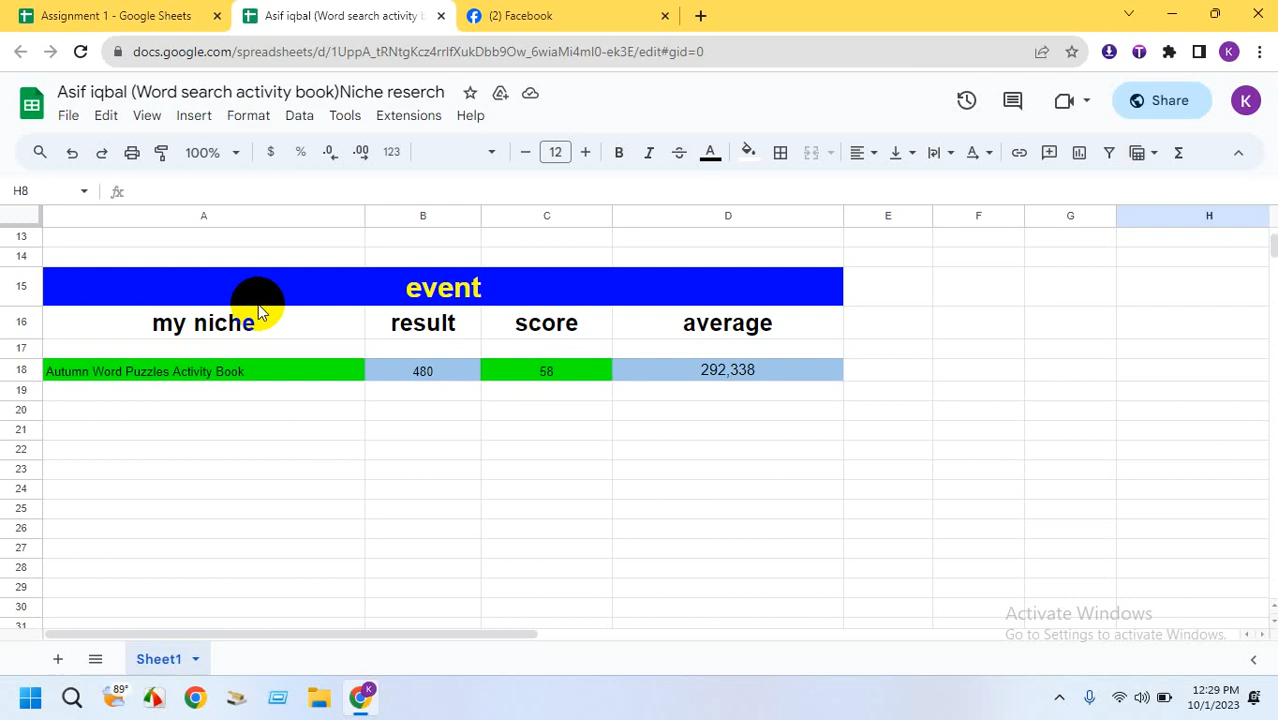 Assignment 1 - Google Sheets
Asif iqbal (Word search activity b
(2) Facebook
docs.google.com/spreadsheets/d/1UppA_tRNtgKcz4rrIfXukDbb9Ow_6wiaMi4ml0-ek3E/edit#gid=0
K
Asif iqbal (Word search activity book)Niche reserch
Share
K
File Edit View Insert Format Data Tools Extensions Help
100% $ % .0 .00 123 12 B I A
H8 fx
A B C D E F G H
13
14
15 event
16 my niche result score average
17
18 Autumn Word Puzzles Activity Book 480 58 292,338
19
20
21
22
23
24
25
26
27
28
29
30
31
Activate Windows
Go to Settings to activate Windows.
Sheet1
89°
K
12:29 PM
10/1/2023